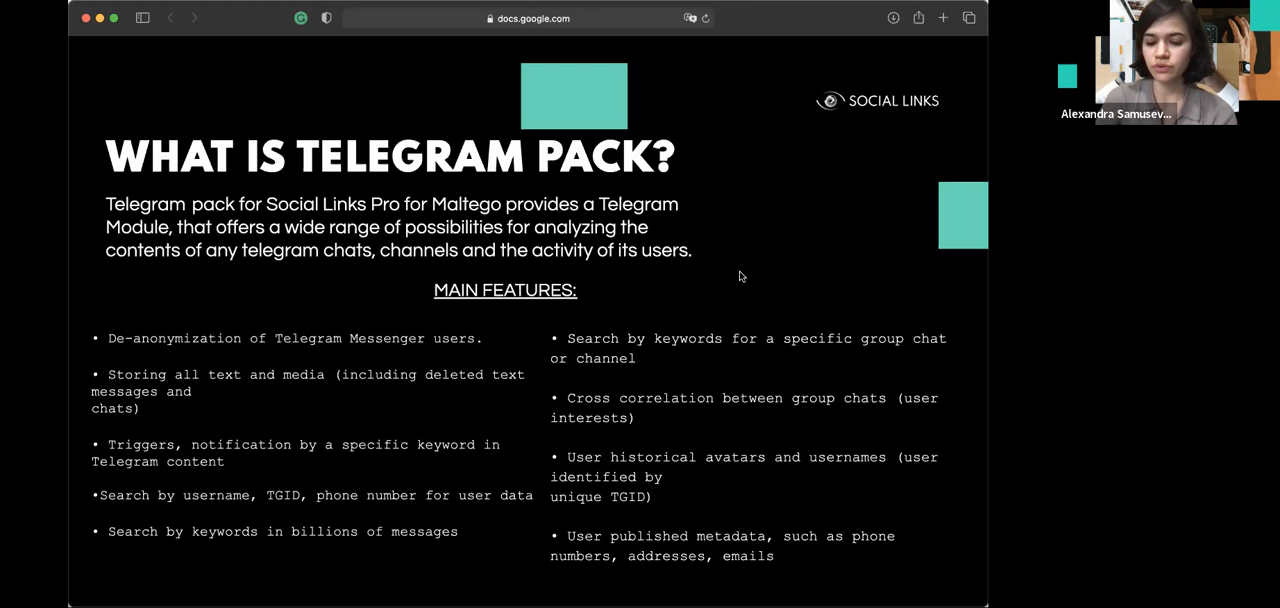 docs.google.com
SOCIAL LINKS
Alexandra Samusev...
WHAT IS TELEGRAM PACK?
Telegram pack for Social Links Pro for Maltego provides a Telegram
Module, that offers a wide range of possibilities for analyzing the
contents of any telegram chats, channels and the activity of its users.
MAIN FEATURES:
• De-anonymization of Telegram Messenger users.
• Storing all text and media (including deleted text
messages and
chats)
• Triggers, notification by a specific keyword in
Telegram content
•Search by username, TGID, phone number for user data
• Search by keywords in billions of messages
• Search by keywords for a specific group chat
or channel
• Cross correlation between group chats (user
interests)
• User historical avatars and usernames (user
identified by
unique TGID)
• User published metadata, such as phone
numbers, addresses, emails